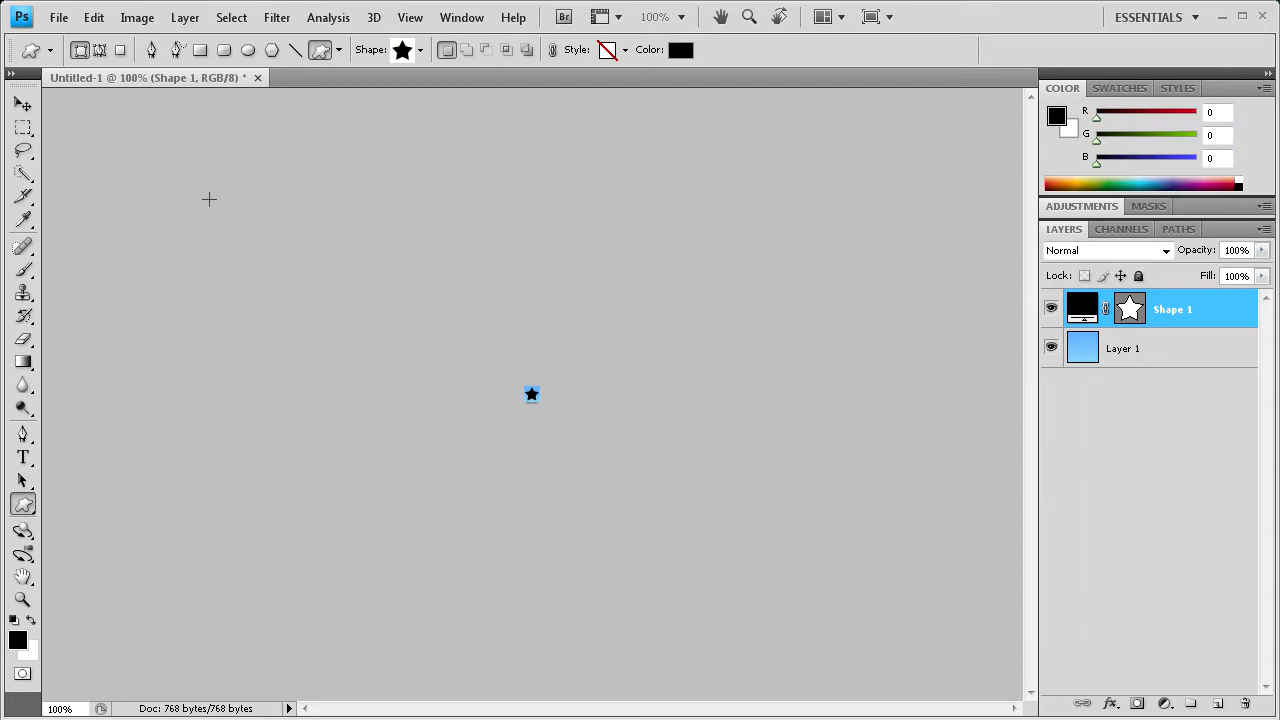 Ps File Edit Image Layer Select Filter Analysis 3D View Window Help Br 100% ESSENTIALS
Shape: Style: Color:
Untitled-1 @ 100% (Shape 1, RGB/8) *
COLOR SWATCHES STYLES
R 0
G 0
B 0
ADJUSTMENTS MASKS
LAYERS CHANNELS PATHS
Normal Opacity: 100%
Lock: Fill: 100%
Shape 1
Layer 1
T
fx
100% Doc: 768 bytes/768 bytes